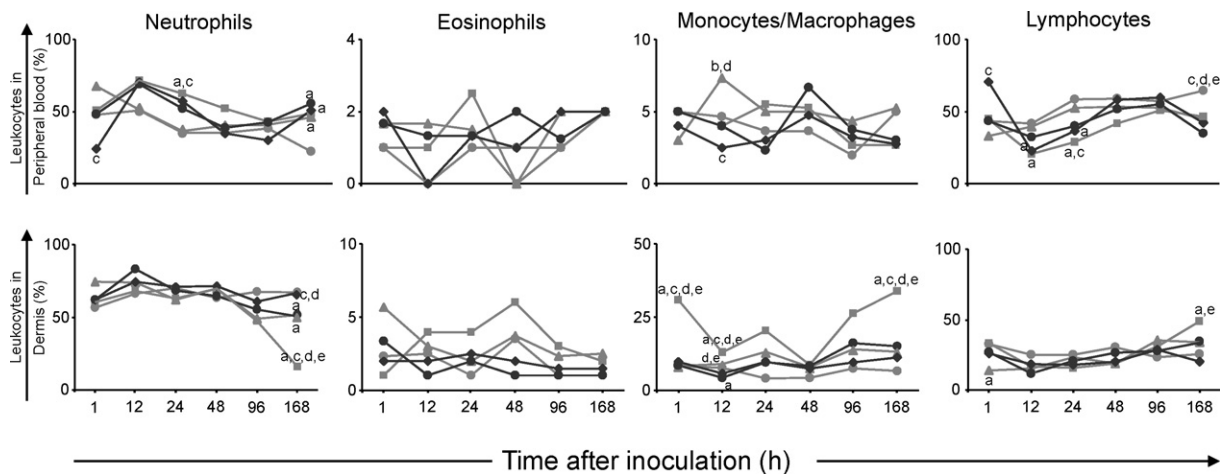 Neutrophils
Eosinophils
Monocytes/Macrophages
Lymphocytes
Leukocytes in
Peripheral blood (%)
100
50
0
a,c
a
a
a
c
4
2
0
10
5
0
b,d
c
100
50
0
c
a
a
a,c
a
c,d,e
Leukocytes in
Dermis (%)
100
50
0
c,d
a
a
a,c,d,e
1 12 24 48 96 168
10
5
0
1 12 24 48 96 168
50
25
0
a,c,d,e
a,c,d,e
d,e
a
a,c,d,e
1 12 24 48 96 168
100
50
0
a
a,e
1 12 24 48 96 168
Time after inoculation (h)